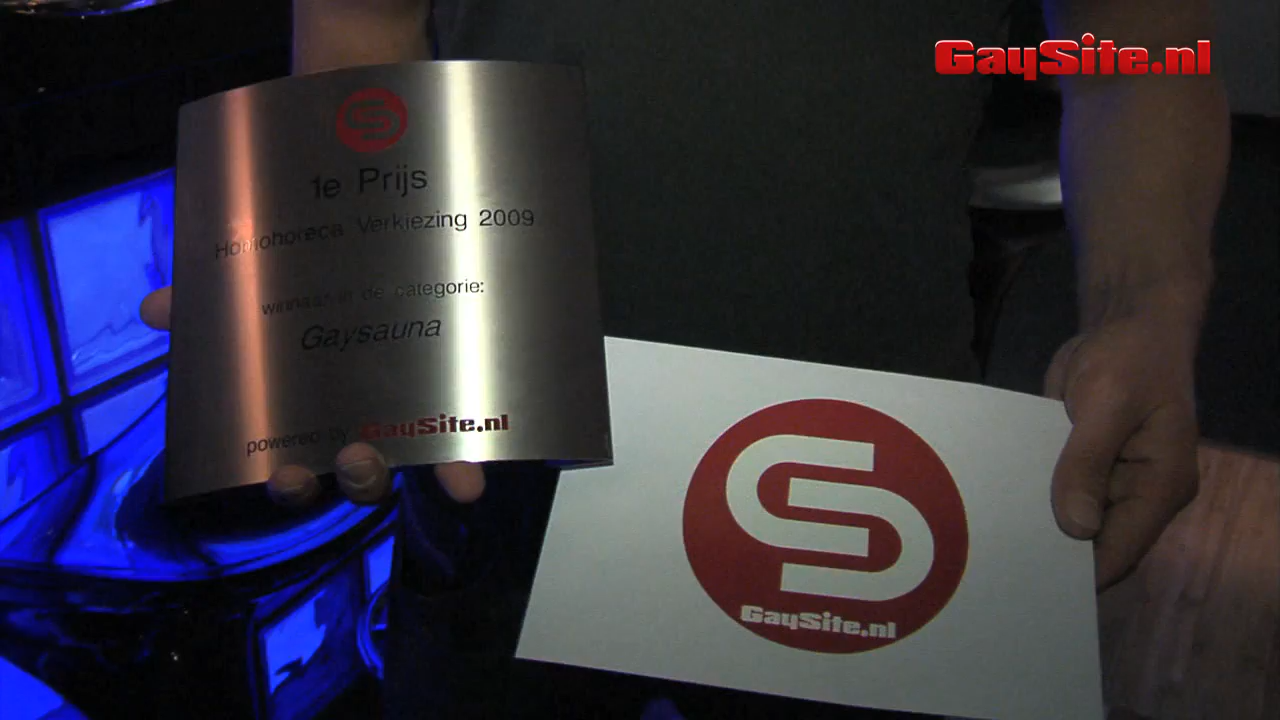 GaySite.nl
1e Prijs
Homohoreca Verkiezing 2009
winnaar in de categorie:
Gaysauna
powered by GaySite.nl
GaySite.nl